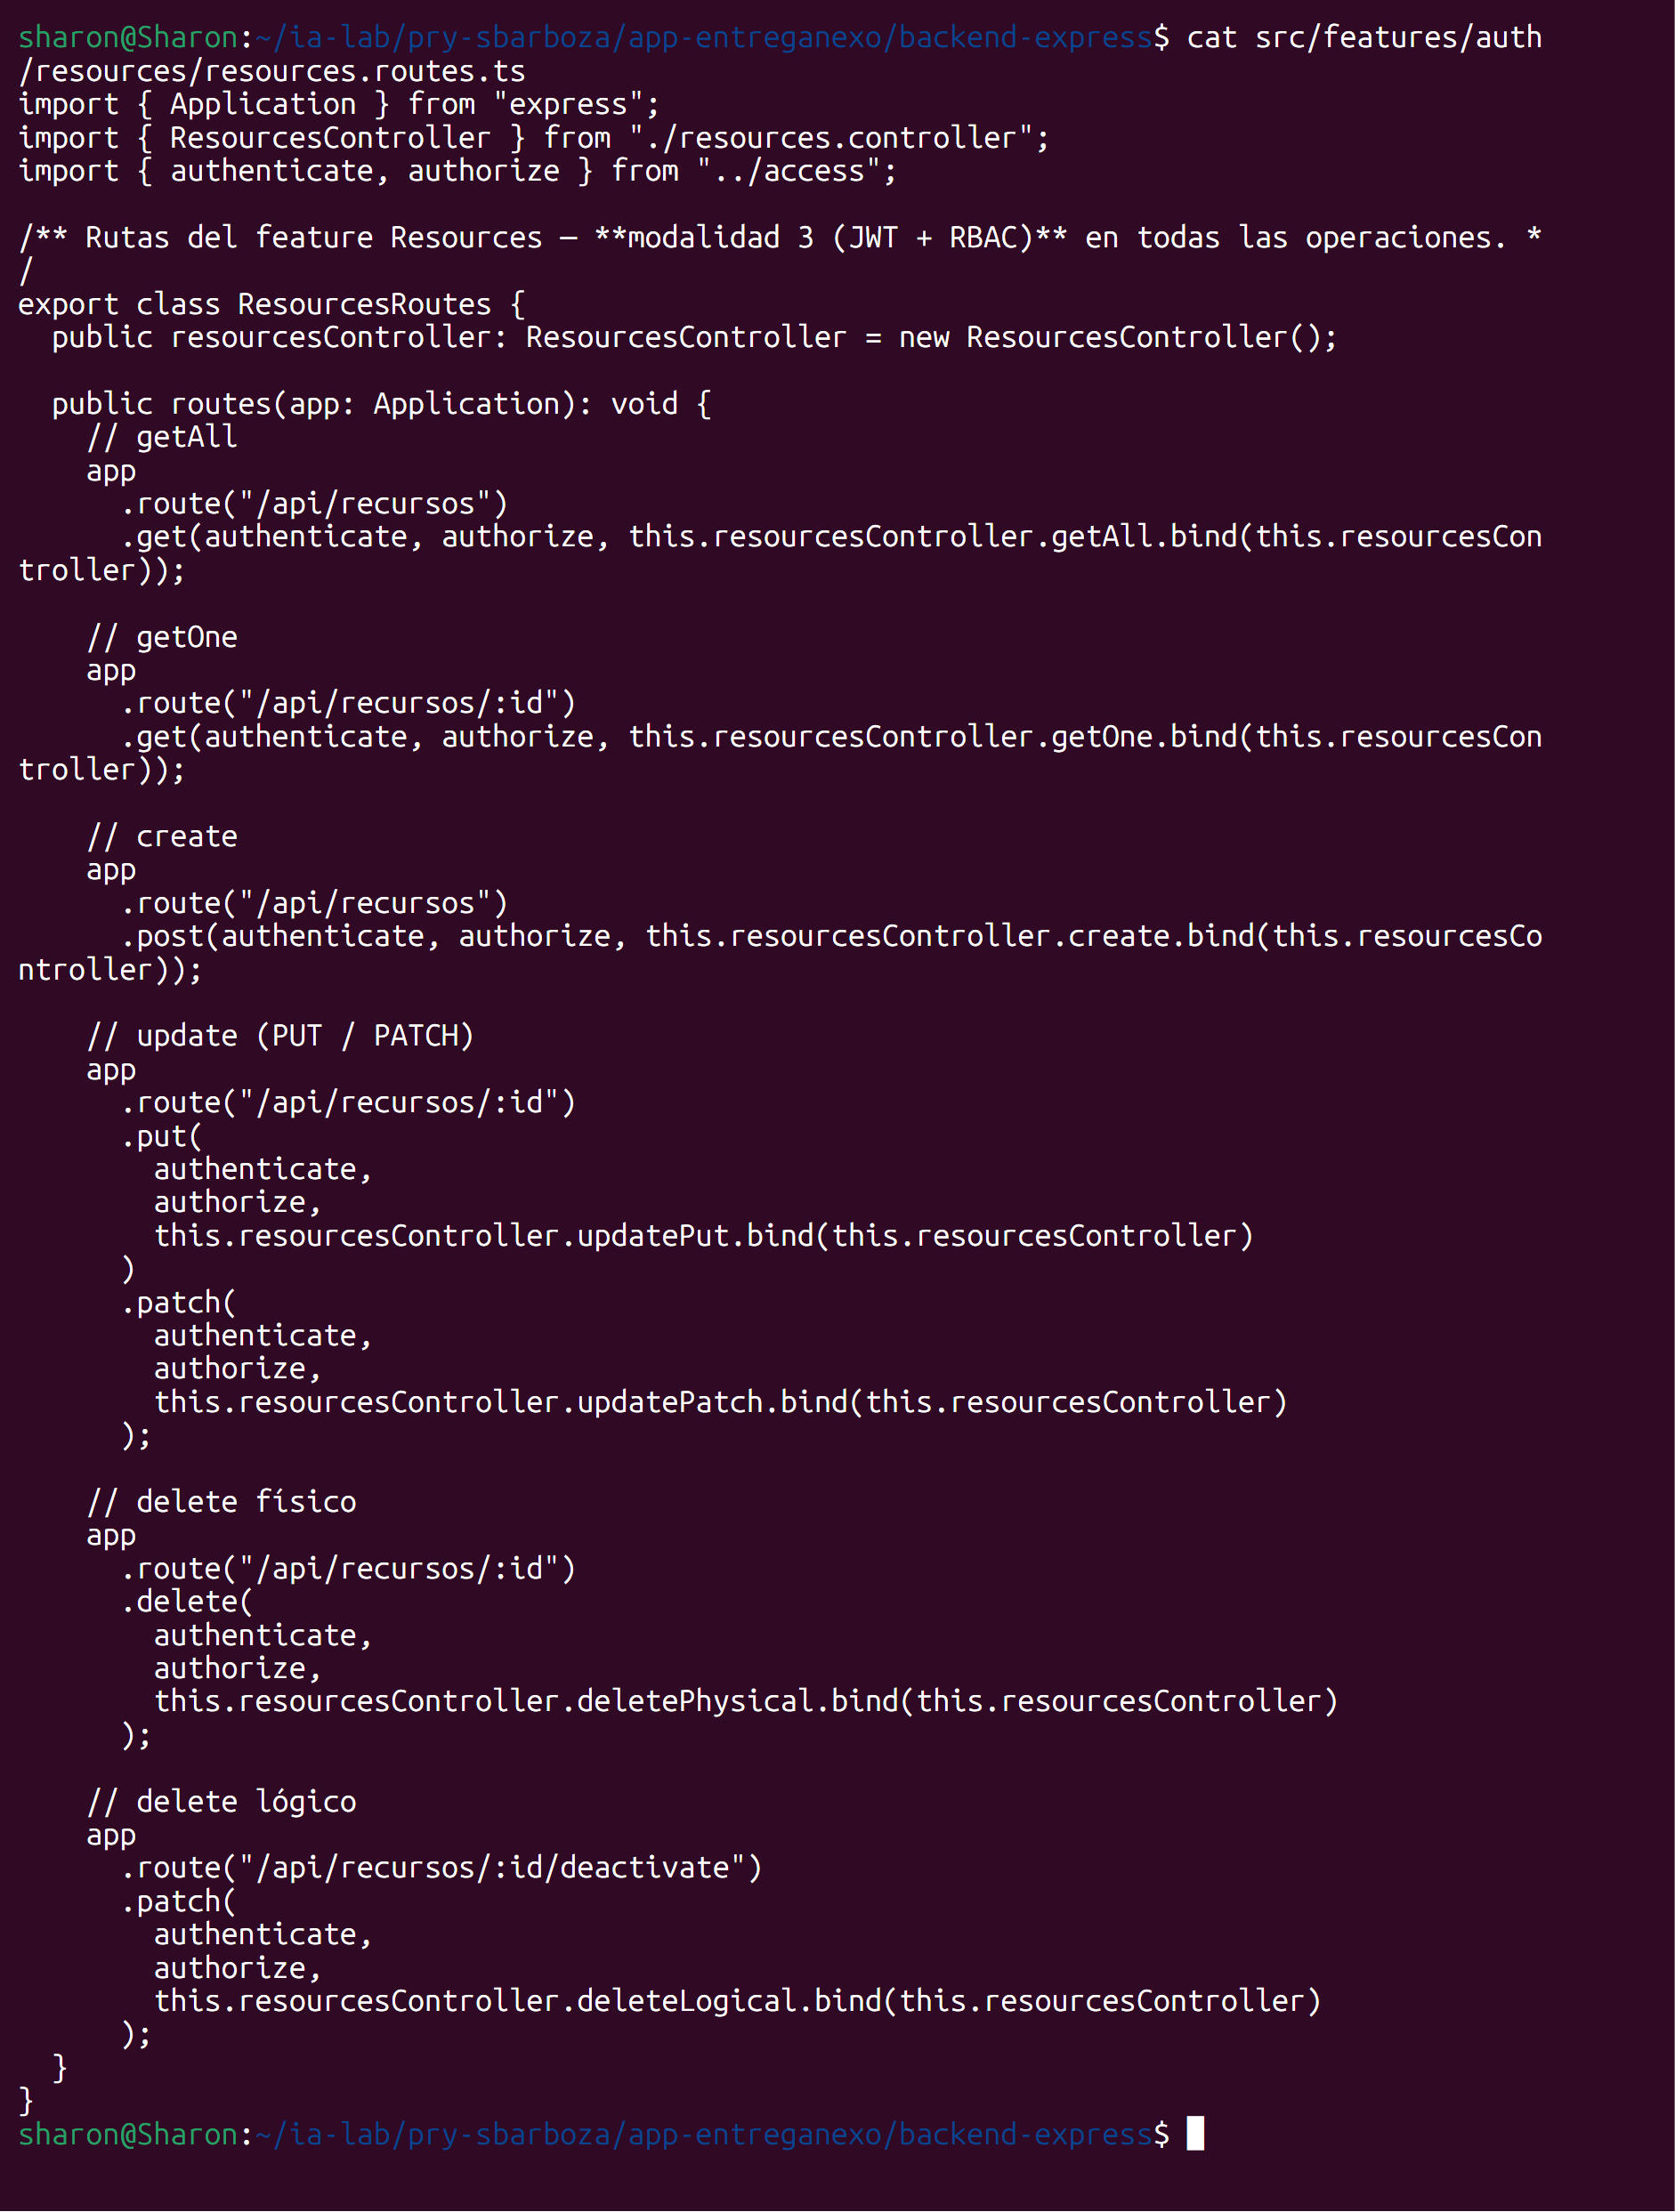 sharon@Sharon:~/ia-lab/pry-sbarboza/app-entreganexo/backend-express$ cat src/features/auth
/resources/resources.routes.ts
import { Application } from "express";
import { ResourcesController } from "./resources.controller";
import { authenticate, authorize } from "../access";

/** Rutas del feature Resources — **modalidad 3 (JWT + RBAC)** en todas las operaciones. *
/
export class ResourcesRoutes {
  public resourcesController: ResourcesController = new ResourcesController();

  public routes(app: Application): void {
    // getAll
    app
      .route("/api/recursos")
      .get(authenticate, authorize, this.resourcesController.getAll.bind(this.resourcesCon
troller));

    // getOne
    app
      .route("/api/recursos/:id")
      .get(authenticate, authorize, this.resourcesController.getOne.bind(this.resourcesCon
troller));

    // create
    app
      .route("/api/recursos")
      .post(authenticate, authorize, this.resourcesController.create.bind(this.resourcesCo
ntroller));

    // update (PUT / PATCH)
    app
      .route("/api/recursos/:id")
      .put(
        authenticate,
        authorize,
        this.resourcesController.updatePut.bind(this.resourcesController)
      )
      .patch(
        authenticate,
        authorize,
        this.resourcesController.updatePatch.bind(this.resourcesController)
      );

    // delete físico
    app
      .route("/api/recursos/:id")
      .delete(
        authenticate,
        authorize,
        this.resourcesController.deletePhysical.bind(this.resourcesController)
      );

    // delete lógico
    app
      .route("/api/recursos/:id/deactivate")
      .patch(
        authenticate,
        authorize,
        this.resourcesController.deleteLogical.bind(this.resourcesController)
      );
  }
}
sharon@Sharon:~/ia-lab/pry-sbarboza/app-entreganexo/backend-express$